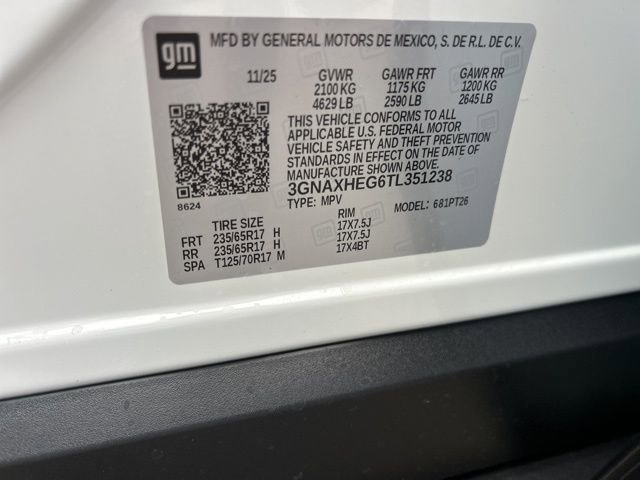 gm MFD BY GENERAL MOTORS DE MEXICO, S. DE R.L. DE C.V.
11/25 GVWR GAWR FRT GAWR RR
2100 KG 1175 KG 1200 KG
4629 LB 2590 LB 2645 LB
THIS VEHICLE CONFORMS TO ALL
APPLICABLE U.S. FEDERAL MOTOR
VEHICLE SAFETY AND THEFT PREVENTION
STANDARDS IN EFFECT ON THE DATE OF
MANUFACTURE SHOWN ABOVE.
3GNAXHEG6TL351238
8624 TYPE: MPV MODEL: 681PT26
TIRE SIZE RIM
FRT 235/65R17 H 17X7.5J
RR 235/65R17 H 17X7.5J
SPA T125/70R17 M 17X4BT